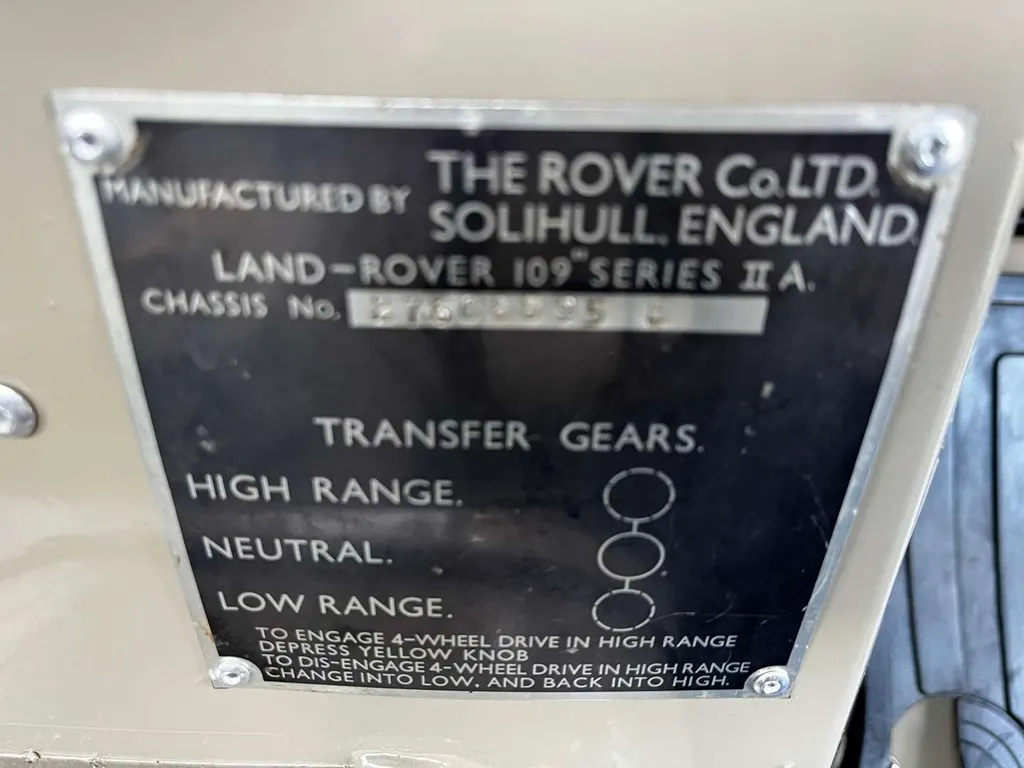 MANUFACTURED BY THE ROVER Co. LTD.
SOLIHULL, ENGLAND.
LAND-ROVER 109" SERIES II A.
CHASSIS No.
TRANSFER GEARS.
HIGH RANGE.
NEUTRAL.
LOW RANGE.
TO ENGAGE 4-WHEEL DRIVE IN HIGH RANGE
DEPRESS YELLOW KNOB
TO DIS-ENGAGE 4-WHEEL DRIVE IN HIGH RANGE
CHANGE INTO LOW, AND BACK INTO HIGH.